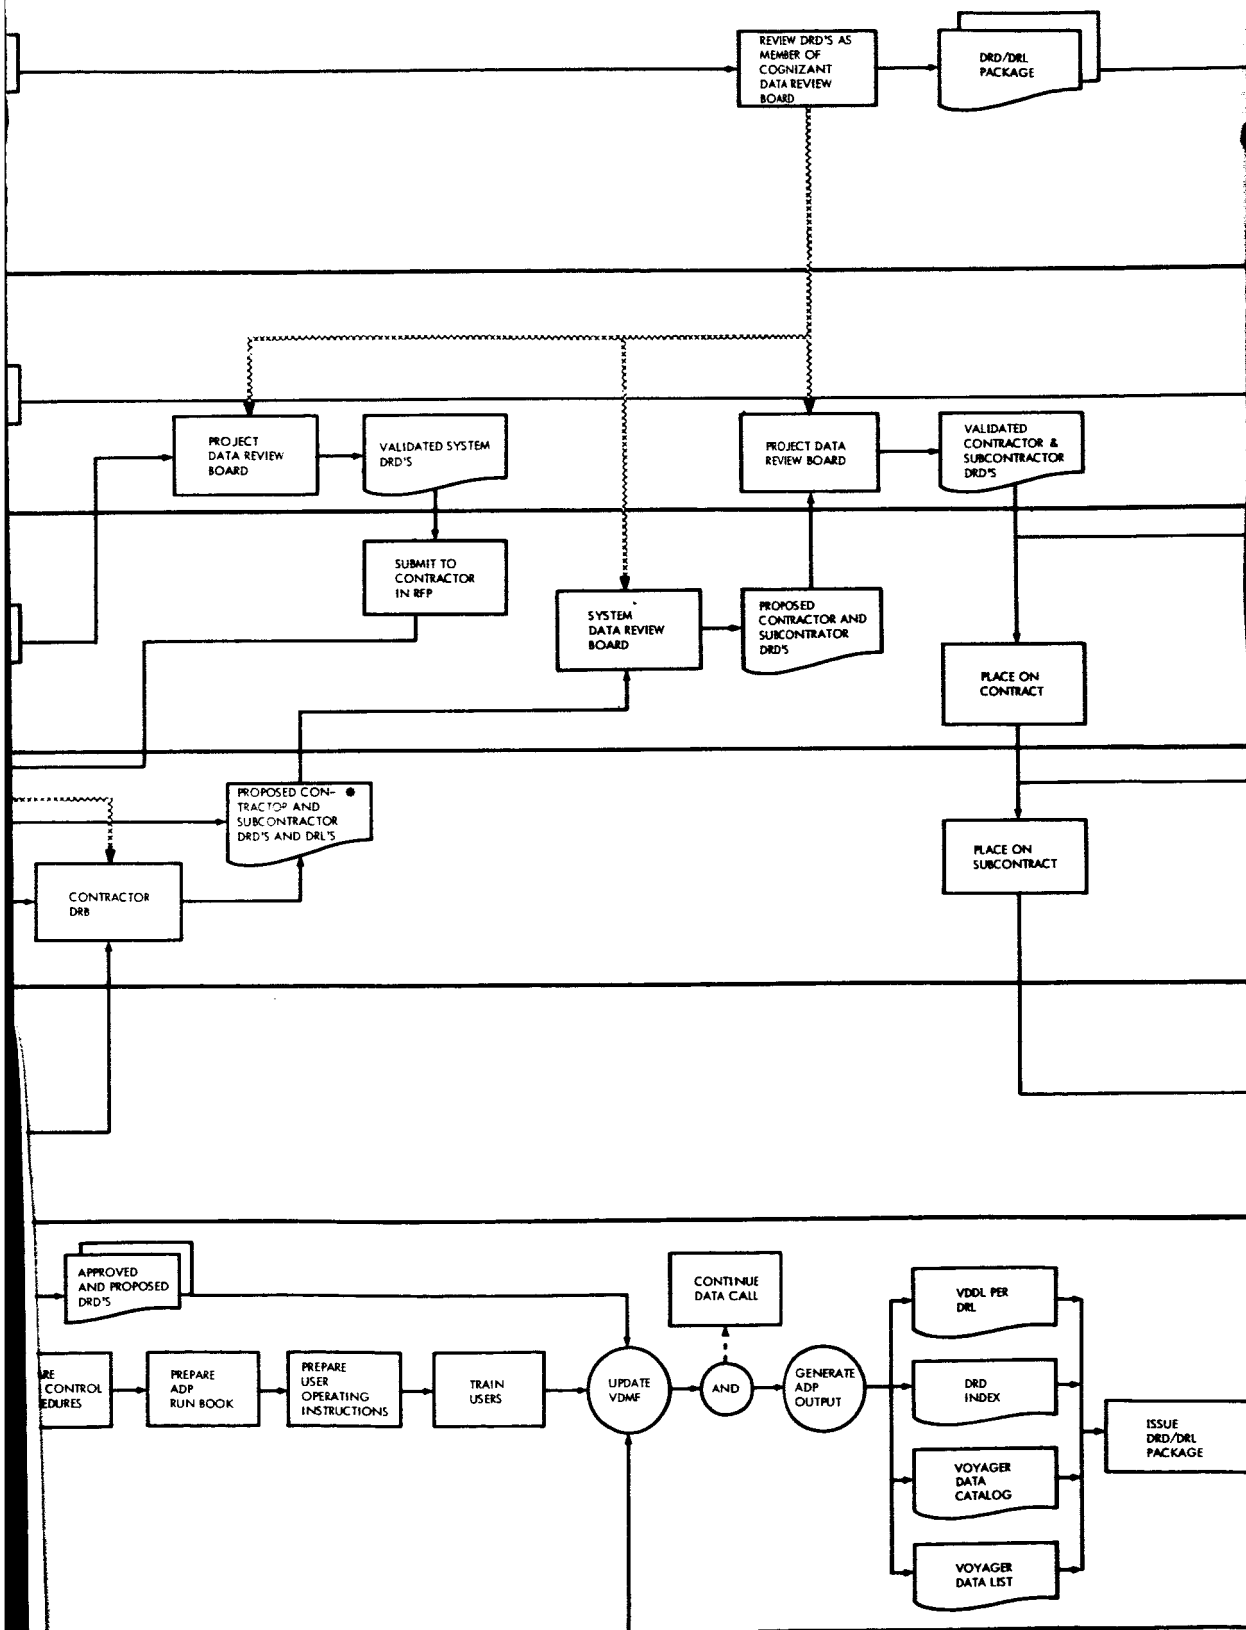 REVIEW DRD'S AS
MEMBER OF
COGNIZANT
DATA REVIEW
BOARD
DRD/DRL
PACKAGE
PROJECT
DATA REVIEW
BOARD
VALIDATED SYSTEM
DRD'S
PROJECT DATA
REVIEW BOARD
VALIDATED
CONTRACTOR &
SUBCONTRACTOR
DRD'S
SUBMIT TO
CONTRACTOR
IN RFP
SYSTEM
DATA REVIEW
BOARD
PROPOSED
CONTRACTOR AND
SUBCONTRATOR
DRD'S
PLACE ON
CONTRACT
PROPOSED CON-
TRACTOR AND
SUBCONTRACTOR
DRD'S AND DRL'S
PLACE ON
SUBCONTRACT
CONTRACTOR
DRB
APPROVED
AND PROPOSED
DRD'S
CONTINUE
DATA CALL
VDDL PER
DRL
ARE
CONTROL
EDURES
PREPARE
ADP
RUN BOOK
PREPARE
USER
OPERATING
INSTRUCTIONS
TRAIN
USERS
UPDATE
VDMF
AND
GENERATE
ADP
OUTPUT
DRD
INDEX
ISSUE
DRD/DRL
PACKAGE
VOYAGER
DATA
CATALOG
VOYAGER
DATA LIST